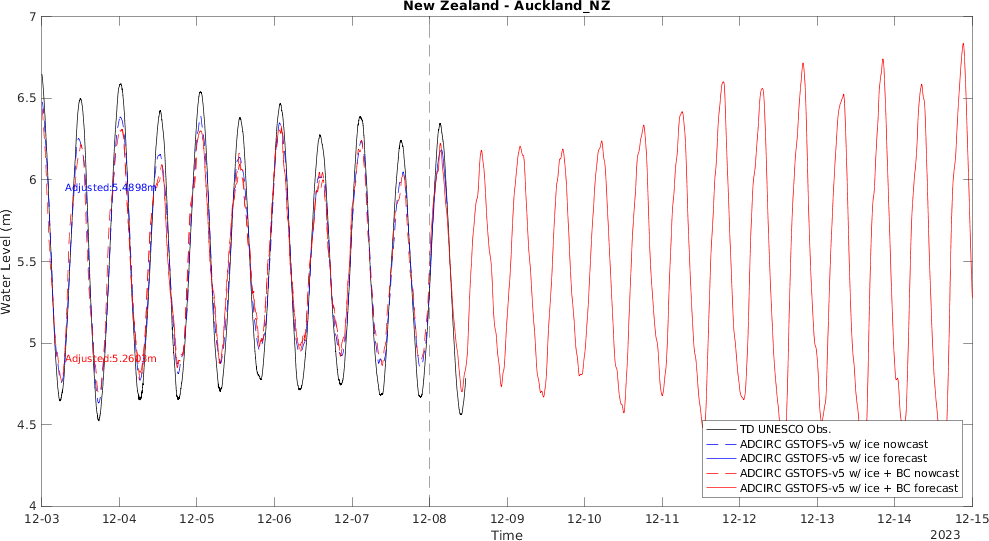 New Zealand - Auckland_NZ
7
6.5
6
5.5
5
4.5
4
Water Level (m)
Adjusted:5.4898m
Adjusted:5.2603m
TD UNESCO Obs.
ADCIRC GSTOFS-v5 w/ ice nowcast
ADCIRC GSTOFS-v5 w/ ice forecast
ADCIRC GSTOFS-v5 w/ ice + BC nowcast
ADCIRC GSTOFS-v5 w/ ice + BC forecast
12-03 12-04 12-05 12-06 12-07 12-08 12-09 12-10 12-11 12-12 12-13 12-14 12-15
Time
2023